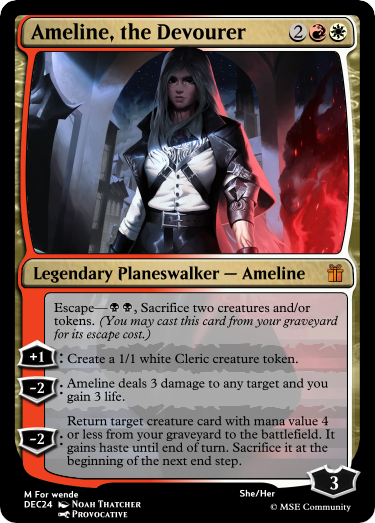 Ameline, the Devourer 2
Legendary Planeswalker — Ameline
Escape—, Sacrifice two creatures and/or
tokens. (You may cast this card from your graveyard
for its escape cost.)
+1: Create a 1/1 white Cleric creature token.
−2: Ameline deals 3 damage to any target and you
gain 3 life.
Return target creature card with mana value 4
−2: or less from your graveyard to the battlefield. It
gains haste until end of turn. Sacrifice it at the
beginning of the next end step.
3
M For wende
DEC24 Noah Thatcher
Provocative
She/Her
© MSE Community